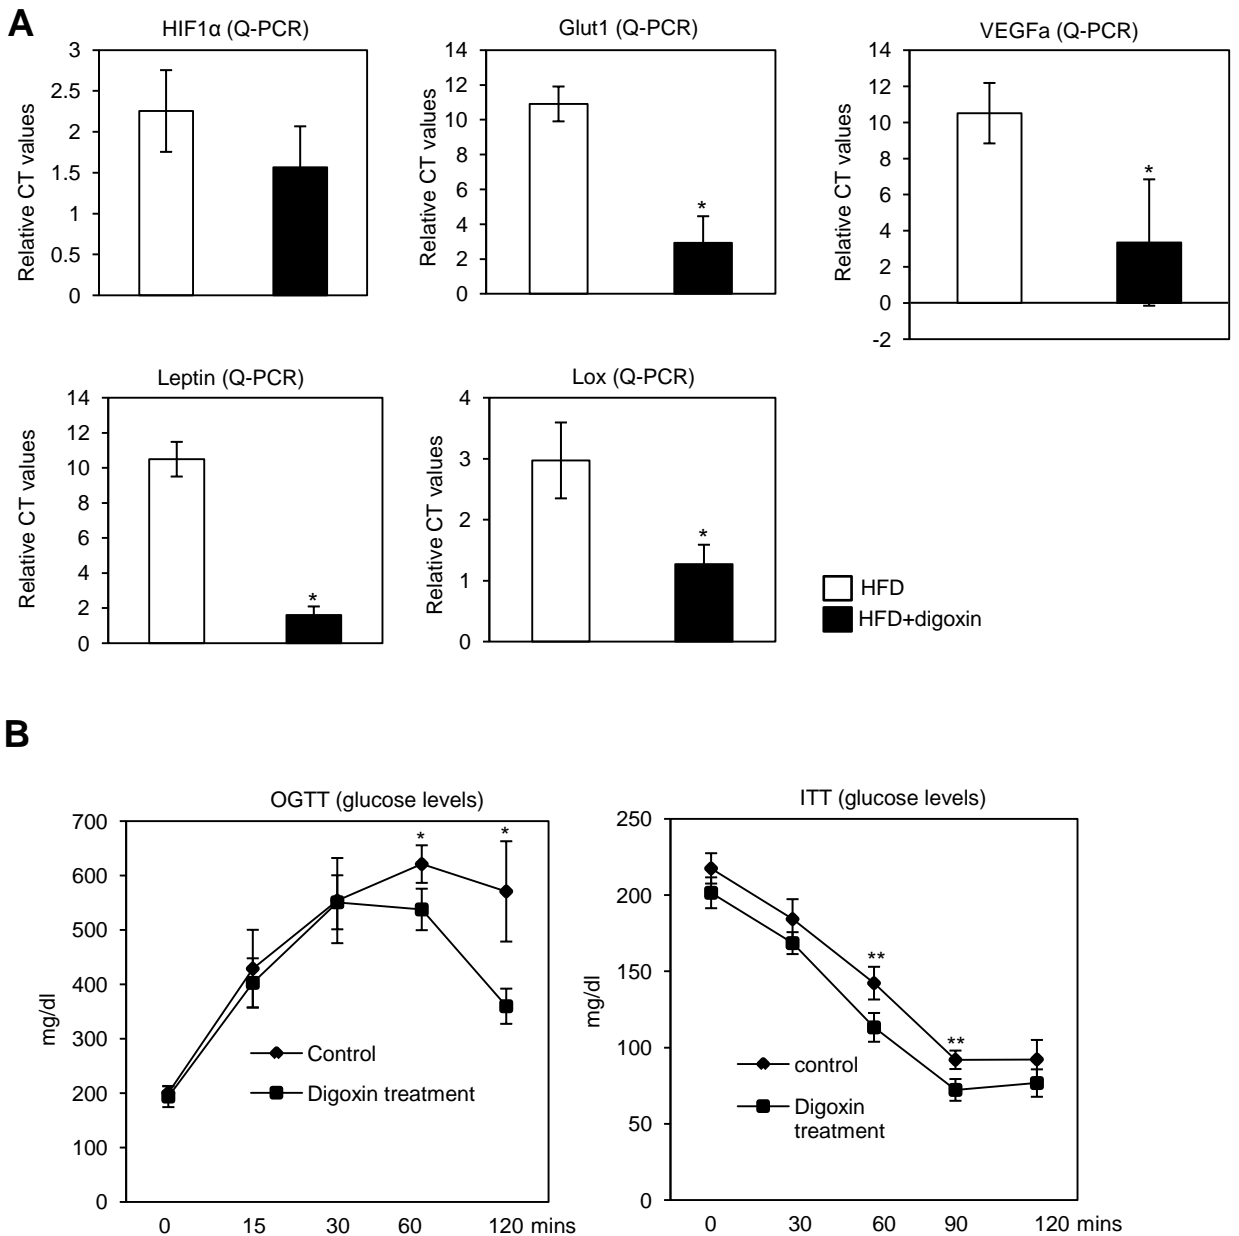 A
HIF1α (Q-PCR)
Relative CT values
3
2.5
2
1.5
1
0.5
0
Glut1 (Q-PCR)
Relative CT values
14
12
10
8
6
4
2
0
*
VEGFa (Q-PCR)
Relative CT values
14
12
10
8
6
4
2
0
-2
*
Leptin (Q-PCR)
Relative CT values
14
12
10
8
6
4
2
0
*
Lox (Q-PCR)
Relative CT values
4
3
2
1
0
*
HFD
HFD+digoxin
B
OGTT (glucose levels)
mg/dl
700
600
500
400
300
200
100
0
* *
Control
Digoxin treatment
0 15 30 60 120 mins
ITT (glucose levels)
mg/dl
250
200
150
100
50
0
**
**
control
Digoxin
treatment
0 30 60 90 120 mins